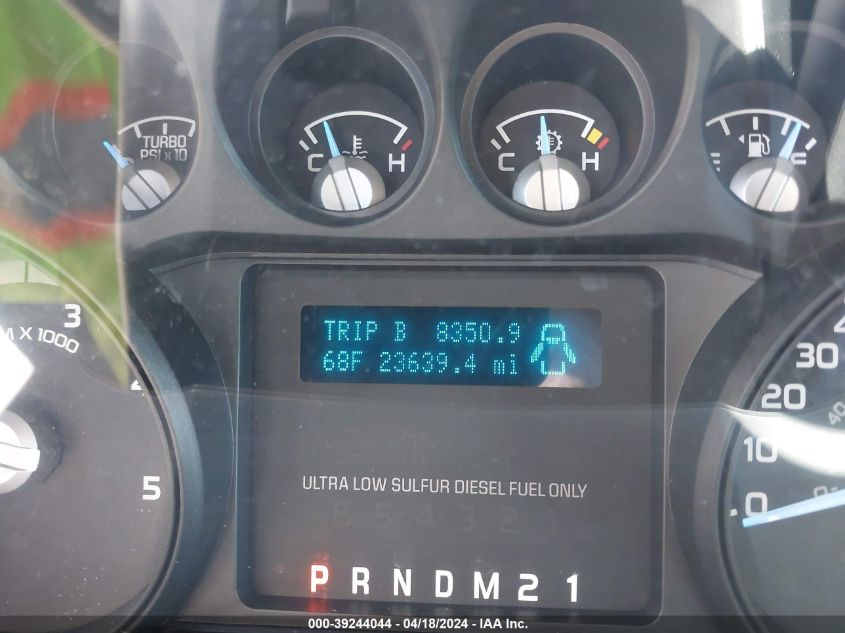 TURBO
PSI x 10
C H
C H
3
M X 1000
5
TRIP B 8350.9
68F 23639.4 mi
30
20
10
0
ULTRA LOW SULFUR DIESEL FUEL ONLY
P R N D M 2 1
000-39244044 - 04/18/2024 - IAA Inc.